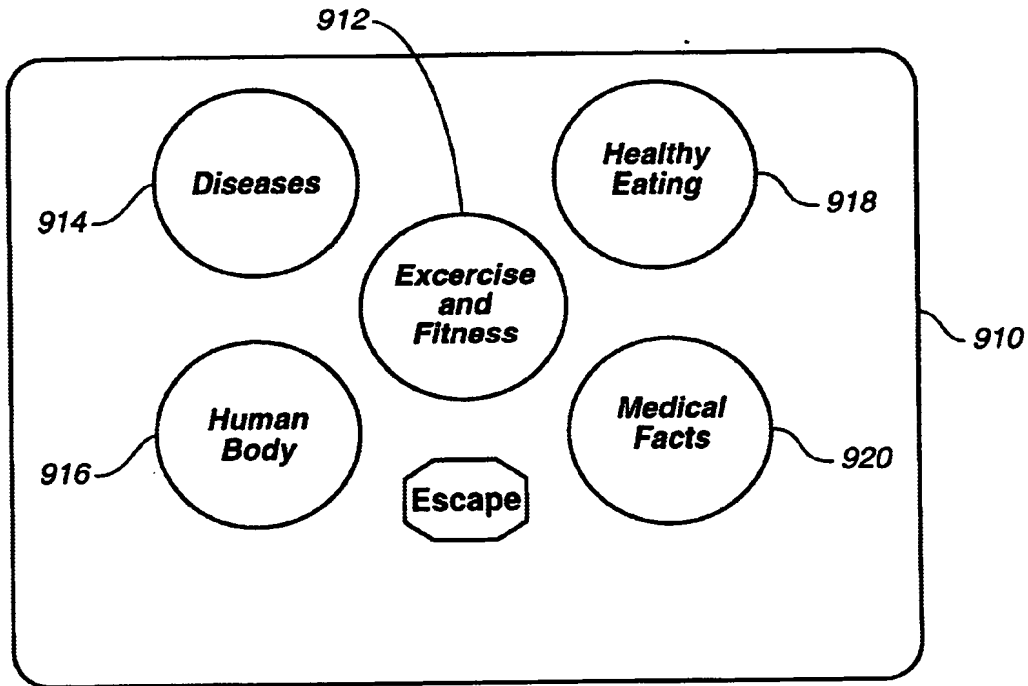 912
Diseases
914
Healthy
Eating
918
Excercise
and
Fitness
910
Human
Body
916
Medical
Facts
920
Escape